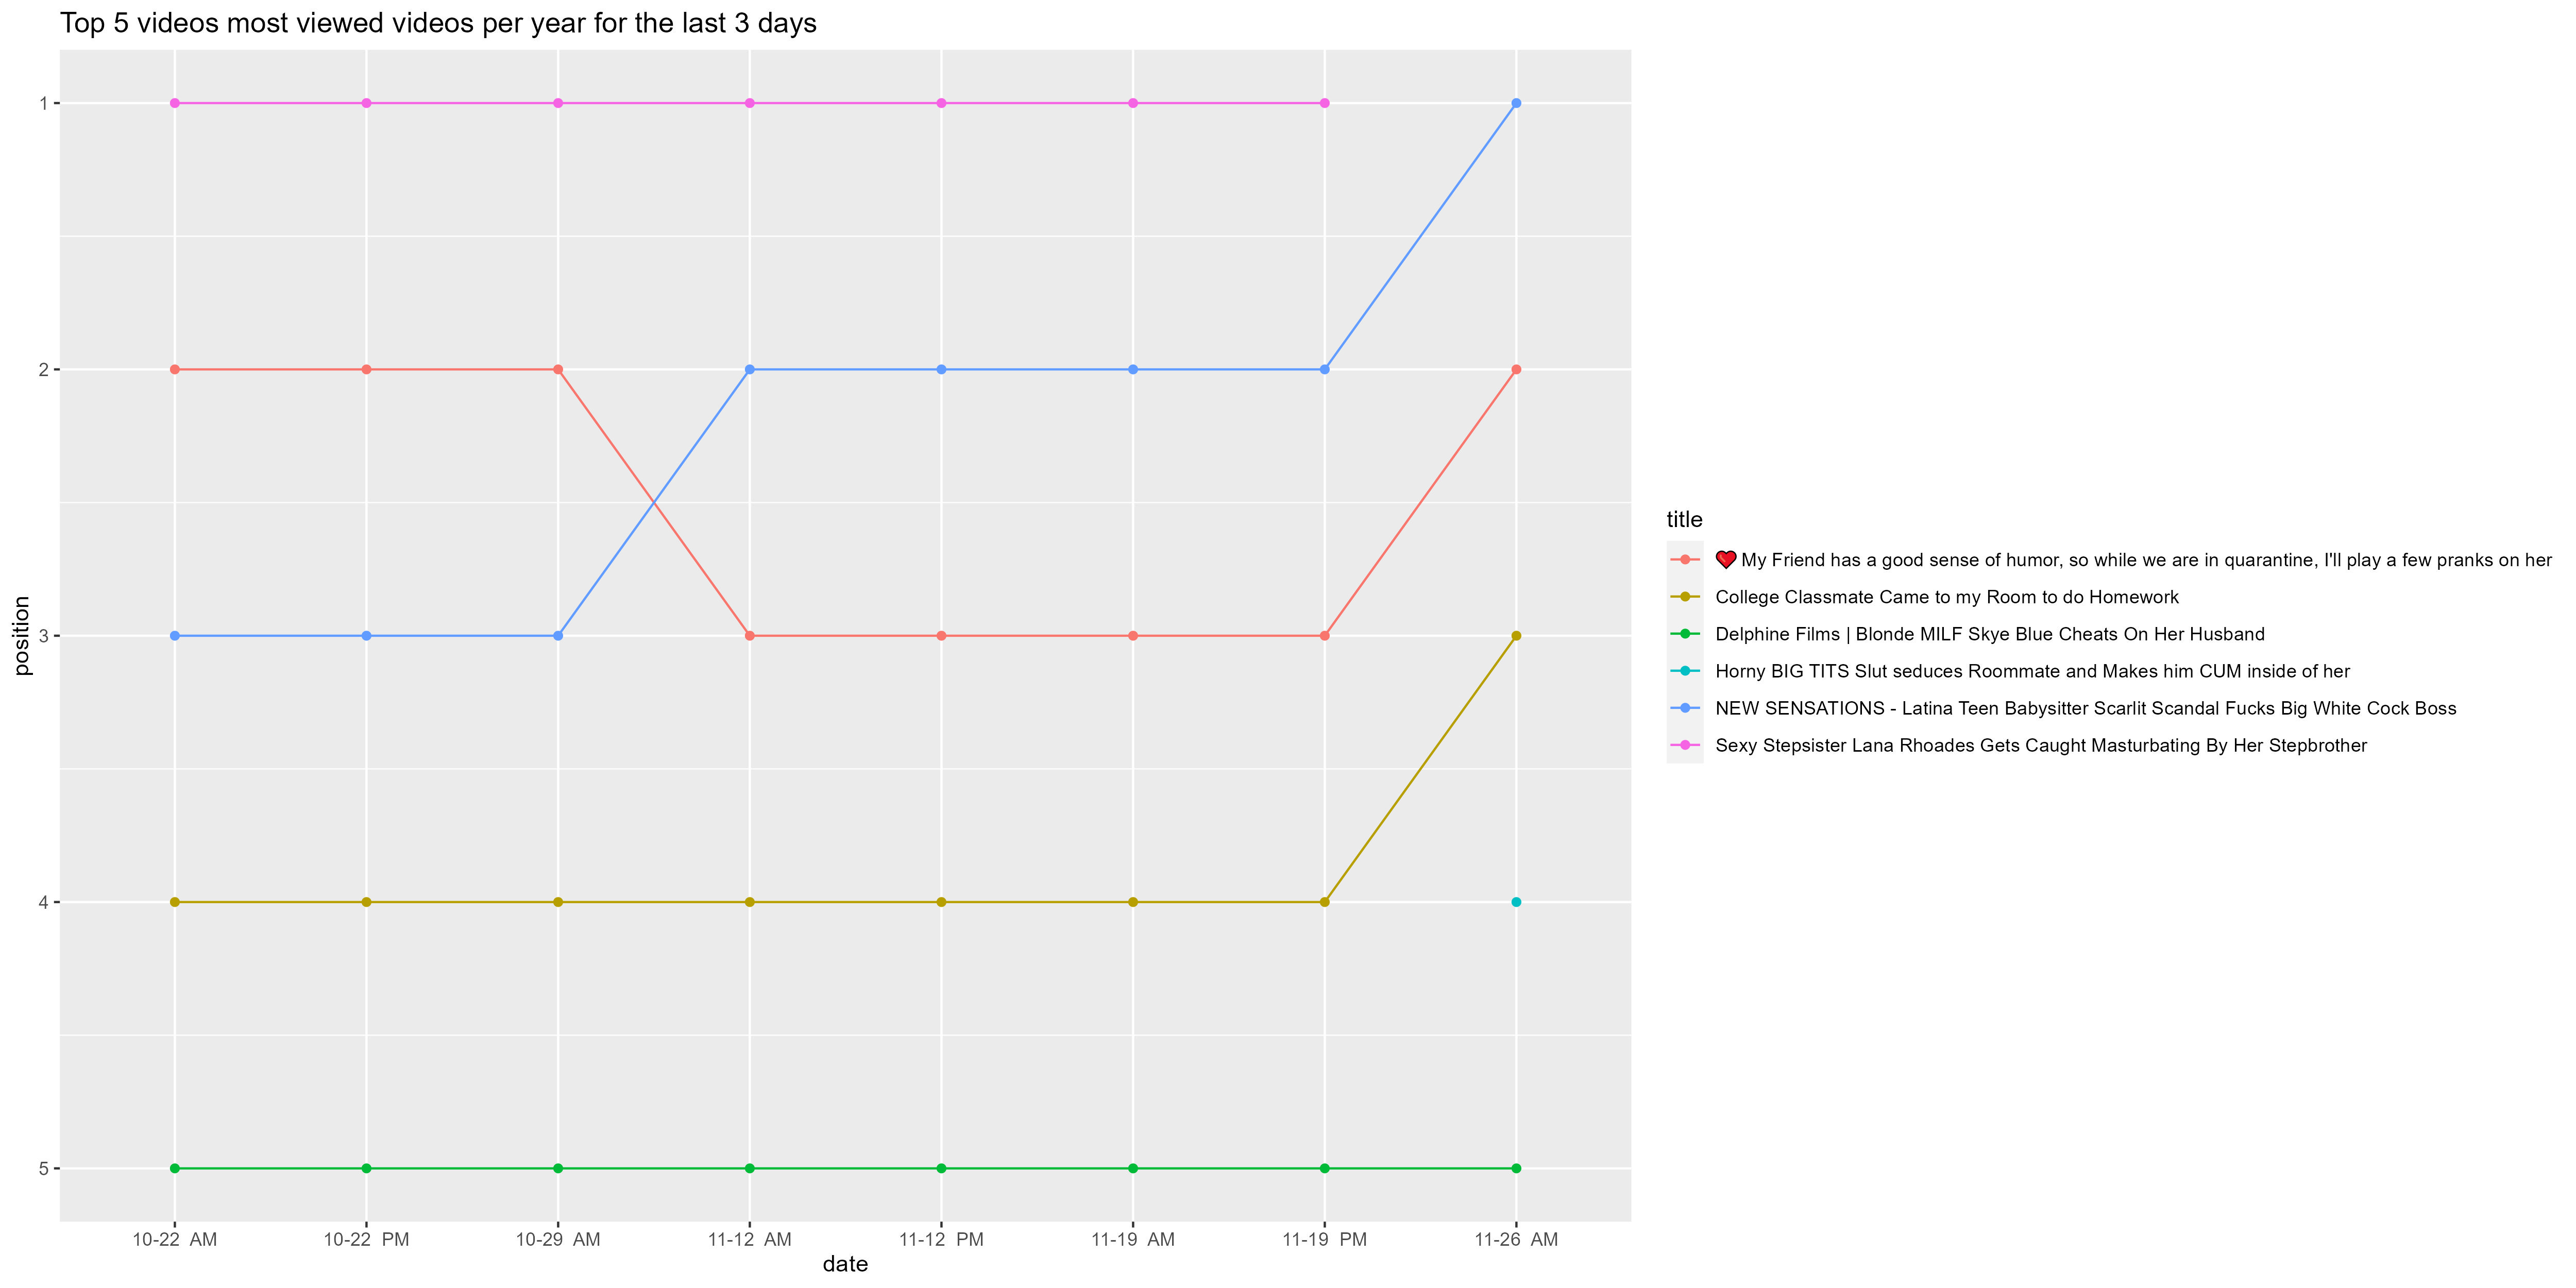 Top 5 videos most viewed videos per year for the last 3 days
1
2
3
4
5
position
10-22 AM
10-22 PM
10-29 AM
11-12 AM
11-12 PM
11-19 AM
11-19 PM
11-26 AM
date
title
❤️ My Friend has a good sense of humor, so while we are in quarantine, I'll play a few pranks on her
College Classmate Came to my Room to do Homework
Delphine Films | Blonde MILF Skye Blue Cheats On Her Husband
Horny BIG TITS Slut seduces Roommate and Makes him CUM inside of her
NEW SENSATIONS - Latina Teen Babysitter Scarlit Scandal Fucks Big White Cock Boss
Sexy Stepsister Lana Rhoades Gets Caught Masturbating By Her Stepbrother